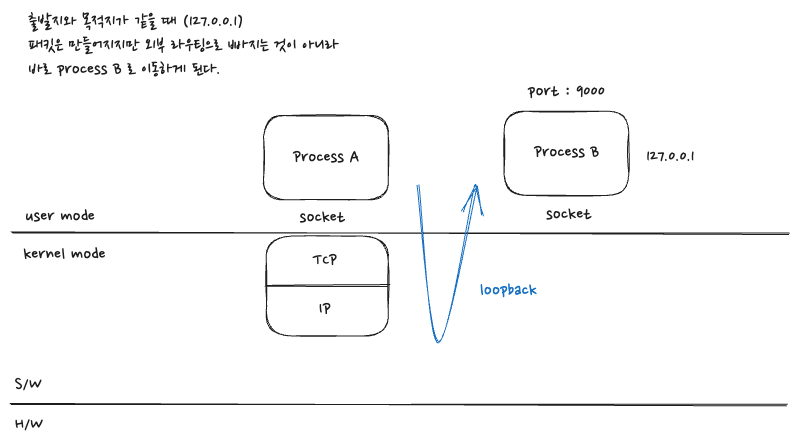 출발지와 목적지가 같을 때 (127.0.0.1)
패킷은 만들어지지만 외부 라우팅으로 빠지는 것이 아니라
바로 process B 로 이동하게 된다.
port : 9000
Process A
Process B
127.0.0.1
user mode
socket
socket
kernel mode
TCP
loopback
IP
S/W
H/W